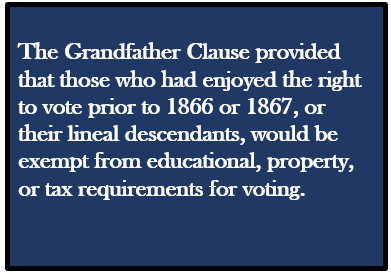 The Grandfather Clause provided
that those who had enjoyed the right
to vote prior to 1866 or 1867, or
their lineal descendants, would be
exempt from educational, property,
or tax requirements for voting.